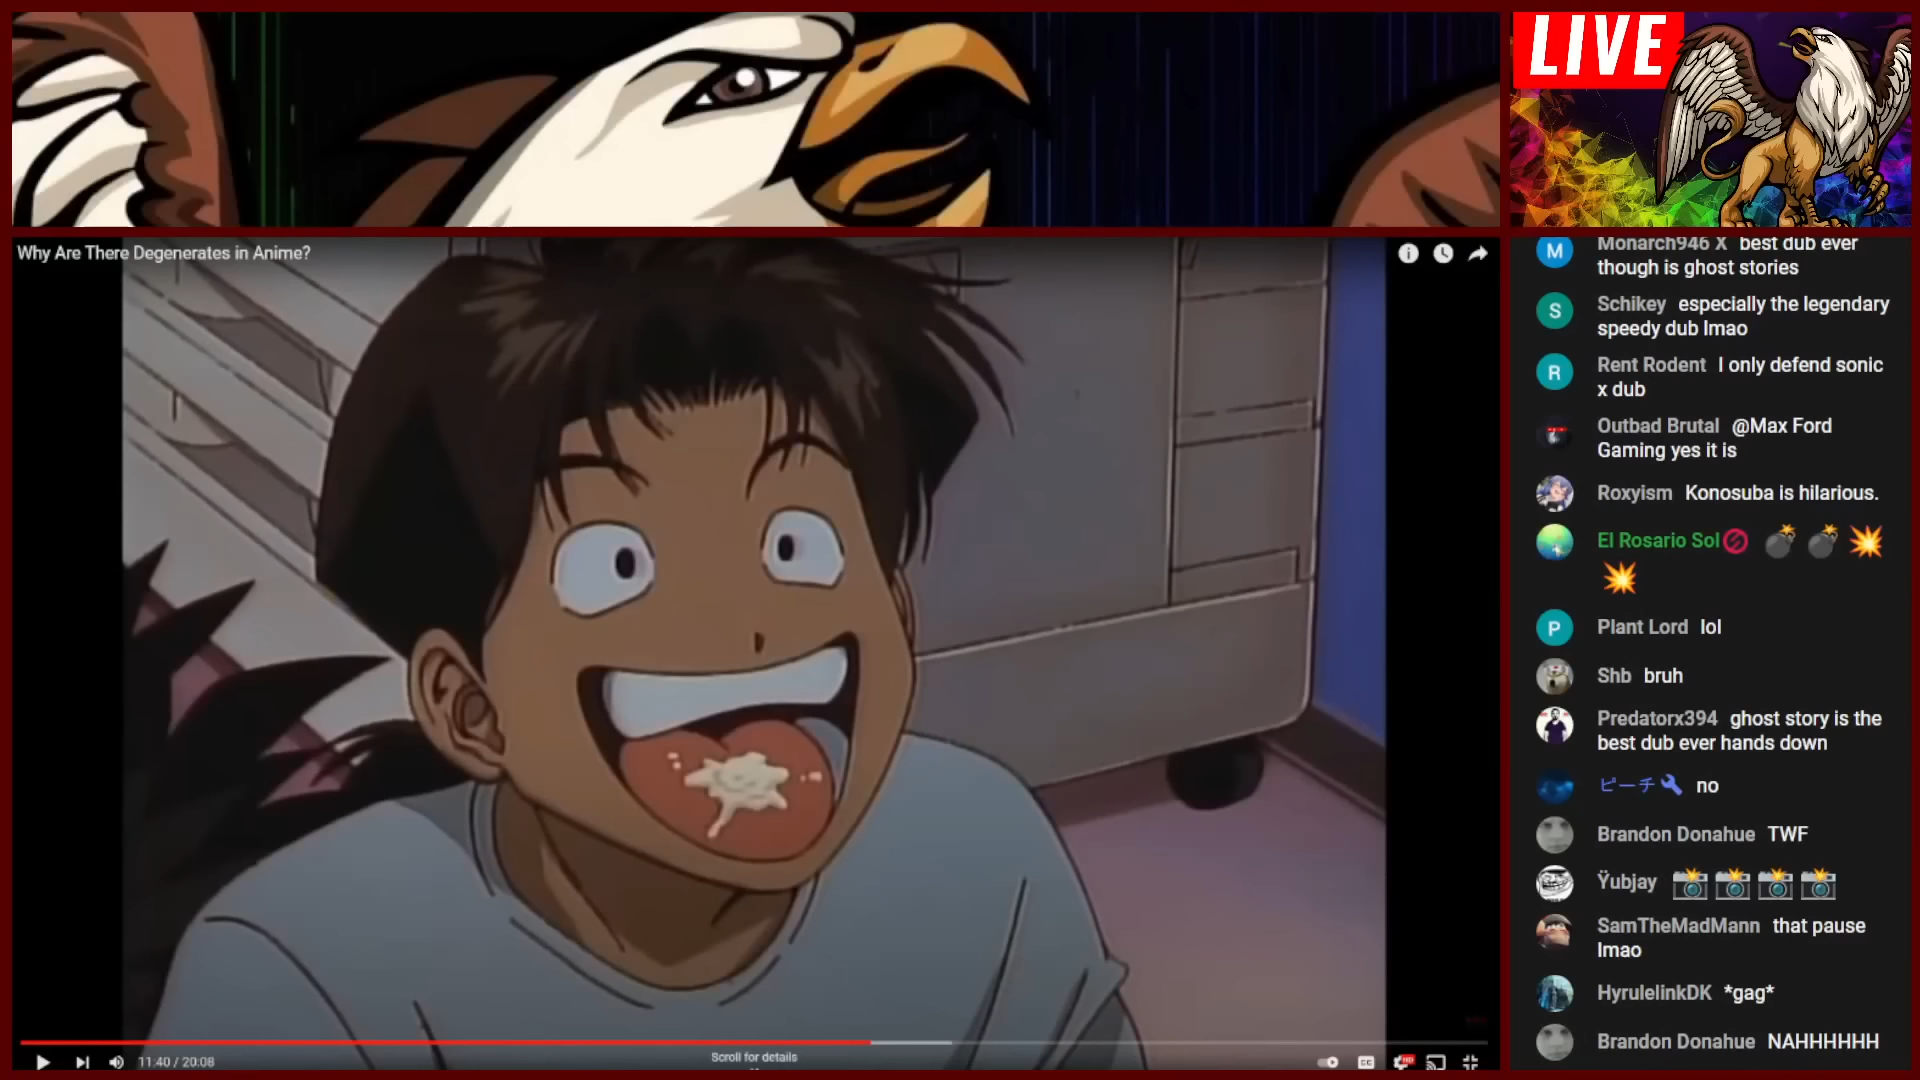 LIVE
Why Are There Degenerates in Anime?
M
Monarch946 X best dub ever
though is ghost stories
S
Schikey especially the legendary
speedy dub lmao
R
Rent Rodent I only defend sonic
x dub
Outbad Brutal @Max Ford
Gaming yes it is
Roxyism Konosuba is hilarious.
El Rosario Sol
P
Plant Lord lol
Shb bruh
Predatorx394 ghost story is the
best dub ever hands down
ピーチ no
Brandon Donahue TWF
Ÿubjay
SamTheMadMann that pause
lmao
HyrulelinkDK *gag*
Brandon Donahue NAHHHHHH
11:40 / 20:08
Scroll for details
CC
HD